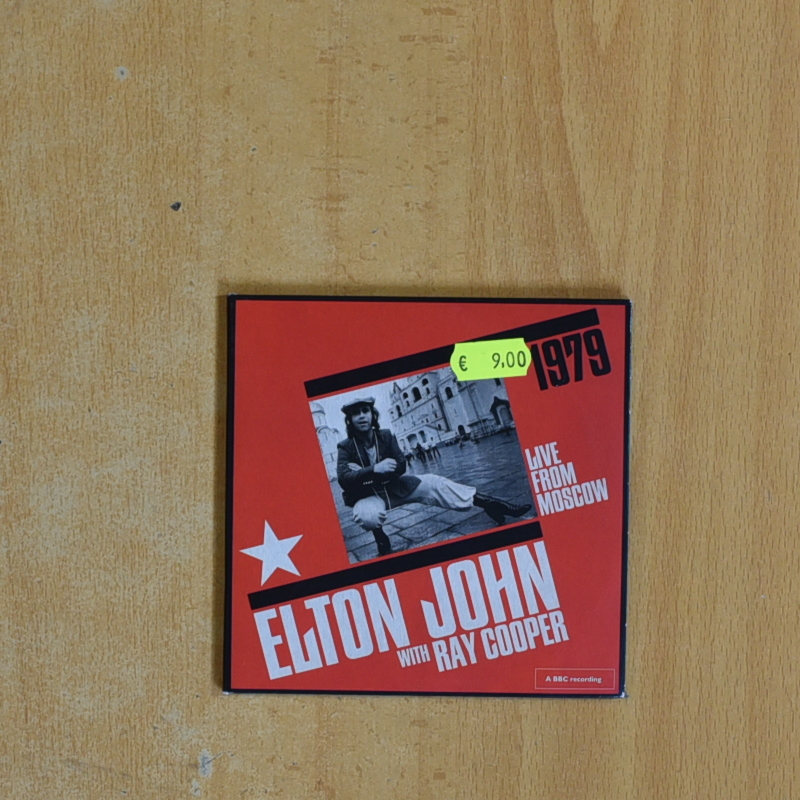 € 9,00
1979
LIVE
FROM
MOSCOW
ELTON JOHN
WITH RAY COOPER
A BBC recording